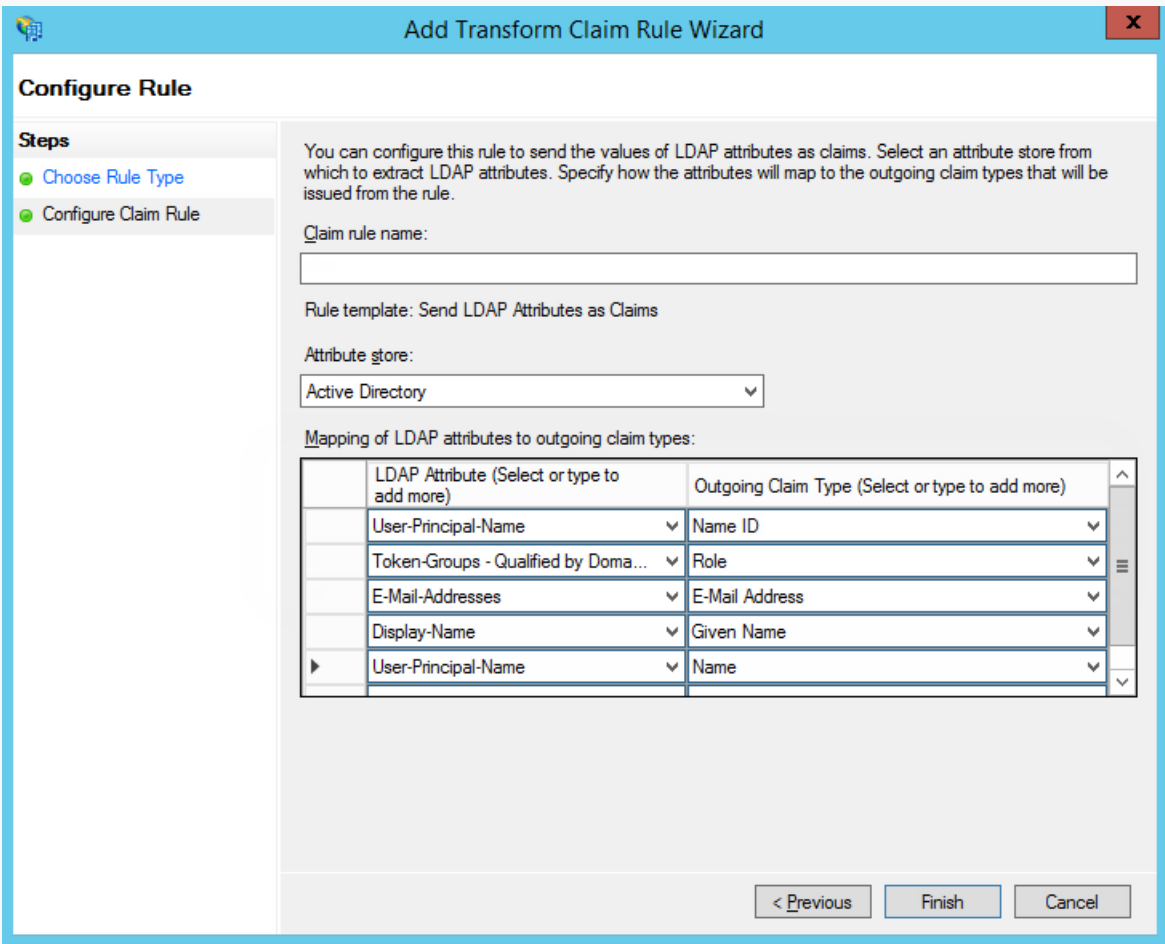 Add Transform Claim Rule Wizard
x
Configure Rule
Steps
Choose Rule Type
Configure Claim Rule
You can configure this rule to send the values of LDAP attributes as claims. Select an attribute store from
which to extract LDAP attributes. Specify how the attributes will map to the outgoing claim types that will be
issued from the rule.
Claim rule name:
Rule template: Send LDAP Attributes as Claims
Attribute store:
Active Directory
Mapping of LDAP attributes to outgoing claim types:
LDAP Attribute (Select or type to
add more)
Outgoing Claim Type (Select or type to add more)
User-Principal-Name
Name ID
Token-Groups - Qualified by Doma...
Role
E-Mail-Addresses
E-Mail Address
Display-Name
Given Name
User-Principal-Name
Name
< Previous
Finish
Cancel